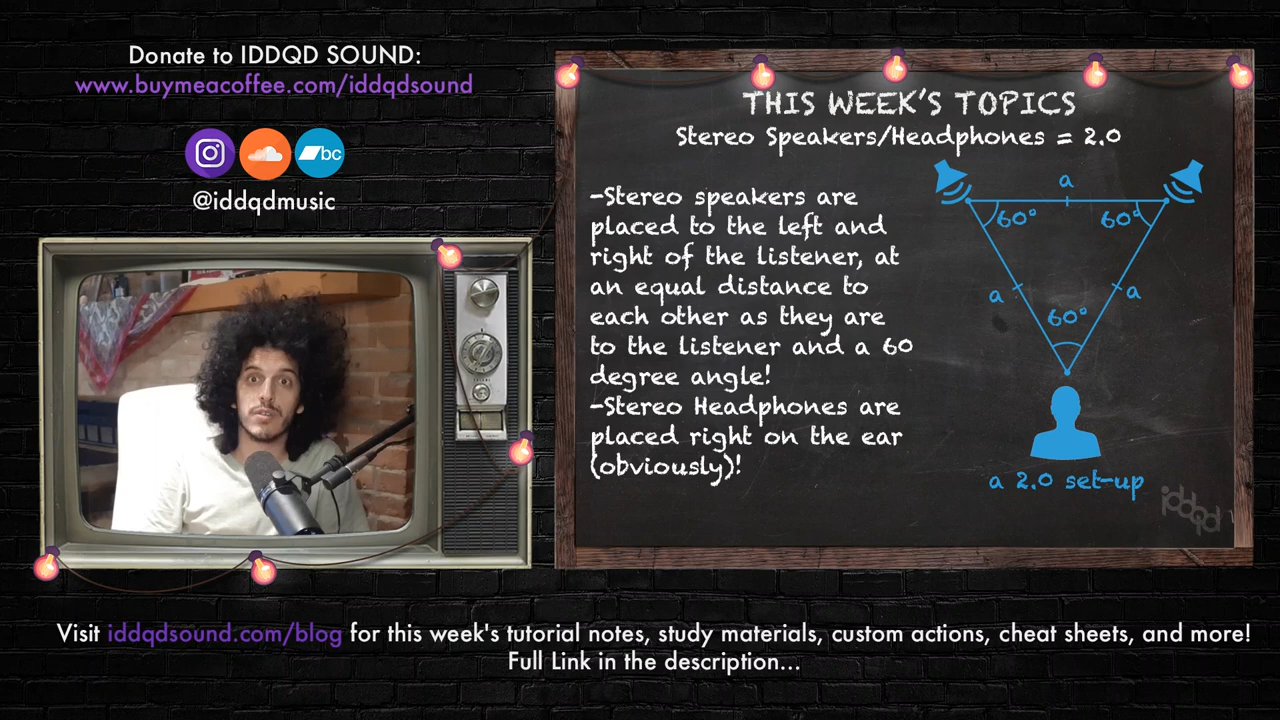 Donate to IDDQD SOUND:
www.buymeacoffee.com/iddqdsound
bc
@iddqdmusic
THIS WEEK'S TOPICS
Stereo Speakers/Headphones = 2.0
-Stereo speakers are
placed to the left and
right of the listener, at
an equal distance to
each other as they are
to the listener and a 60
degree angle!
-Stereo Headphones are
placed right on the ear
(obviously)!
a
60°
60°
a
a
60°
a 2.0 set-up
iddqd
Visit iddqdsound.com/blog for this week's tutorial notes, study materials, custom actions, cheat sheets, and more!
Full Link in the description...